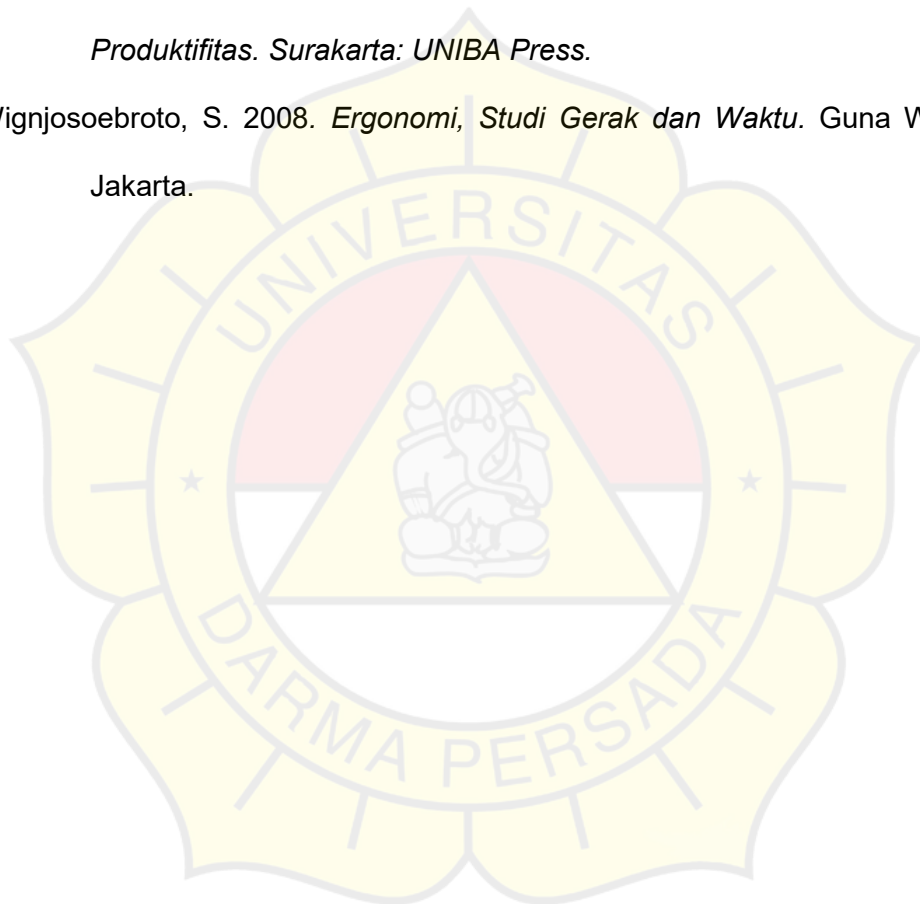 Produktifitas. Surakarta: UNIBA Press.
ignjosoebroto, S. 2008. Ergonomi, Studi Gerak dan Waktu. Guna W
Jakarta.
UNIVERSITAS
DARMA PERSADA